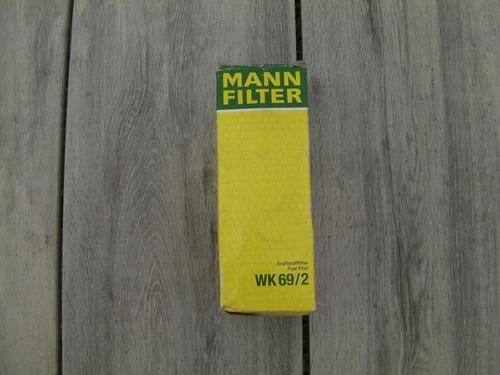 MANN
FILTER
Kraftstofffilter
Fuel filter
WK 69/2